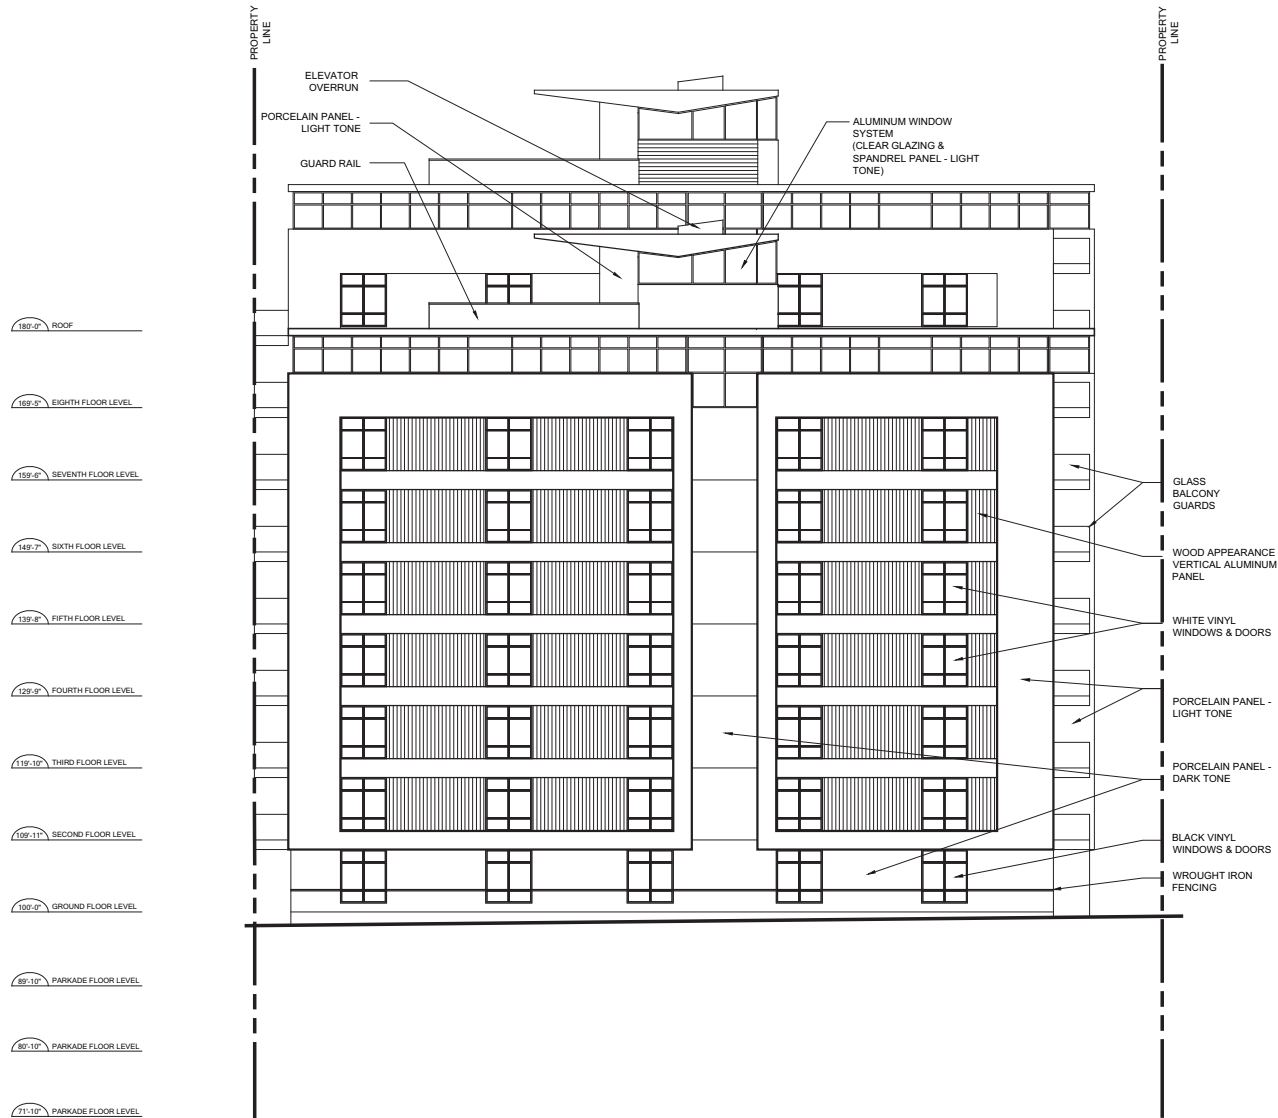 PROPERTY
LINE
PROPERTY
LINE
ELEVATOR
OVERRUN
PORCELAIN PANEL -
LIGHT TONE
GUARD RAIL
ALUMINUM WINDOW
SYSTEM
(CLEAR GLAZING &
SPANDREL PANEL - LIGHT
TONE)
180'-0" ROOF
169'-5" EIGHTH FLOOR LEVEL
159'-6" SEVENTH FLOOR LEVEL
149'-7" SIXTH FLOOR LEVEL
139'-8" FIFTH FLOOR LEVEL
129'-9" FOURTH FLOOR LEVEL
119'-10" THIRD FLOOR LEVEL
109'-11" SECOND FLOOR LEVEL
100'-0" GROUND FLOOR LEVEL
89'-10" PARKADE FLOOR LEVEL
80'-10" PARKADE FLOOR LEVEL
71'-10" PARKADE FLOOR LEVEL
GLASS
BALCONY
GUARDS
WOOD APPEARANCE
VERTICAL ALUMINUM
PANEL
WHITE VINYL
WINDOWS & DOORS
PORCELAIN PANEL -
LIGHT TONE
PORCELAIN PANEL -
DARK TONE
BLACK VINYL
WINDOWS & DOORS
WROUGHT IRON
FENCING